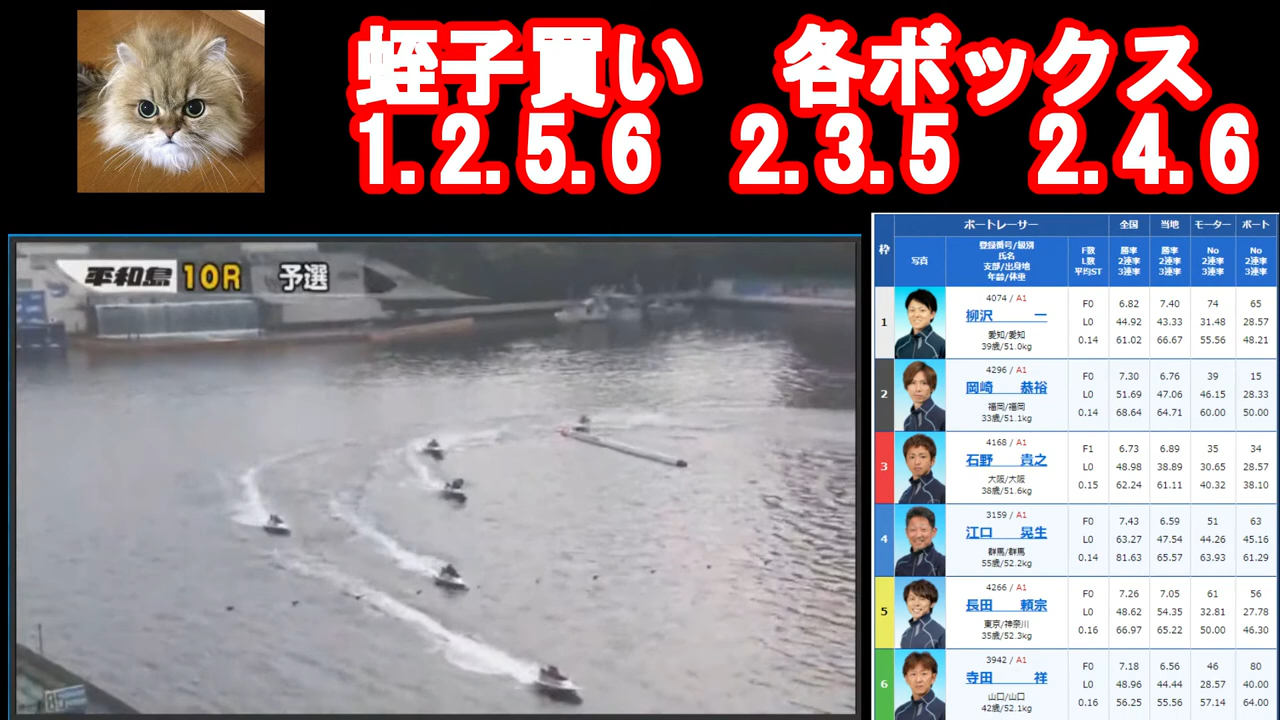 蛭子買い　各ボックス
1.2.5.6　2.3.5　2.4.6
平和島 10R 予選
枠 ボートレーサー 全国 当地 モーター ボート
写真 登録番号/級別 氏名 支部/出身地 年齢/体重 F数 L数 平均ST 勝率 2連率 3連率 勝率 2連率 3連率 No 2連率 3連率 No 2連率 3連率
1 4074 / A1 F0 6.82 7.40 74 65
柳沢　　一 L0 44.92 43.33 31.48 28.57
愛知/愛知 39歳/51.0kg 0.14 61.02 66.67 55.56 48.21
2 4296 / A1 F0 7.30 6.76 39 15
岡崎　恭裕 L0 51.69 47.06 46.15 28.33
福岡/福岡 33歳/51.1kg 0.14 68.64 64.71 60.00 50.00
3 4168 / A1 F1 6.73 6.89 35 34
石野　貴之 L0 48.98 38.89 30.65 28.57
大阪/大阪 38歳/51.6kg 0.15 62.24 61.11 40.32 38.10
4 3159 / A1 F0 7.43 6.59 51 63
江口　晃生 L0 63.27 47.54 44.26 45.16
群馬/群馬 55歳/52.2kg 0.14 81.63 65.57 63.93 61.29
5 4266 / A1 F0 7.26 7.05 61 56
長田　頼宗 L0 48.62 54.35 32.81 27.78
東京/神奈川 35歳/52.3kg 0.16 66.97 65.22 50.00 46.30
6 3942 / A1 F0 7.18 6.56 46 80
寺田　　祥 L0 48.96 44.44 28.57 40.00
山口/山口 42歳/52.1kg 0.16 56.25 55.56 57.14 64.00